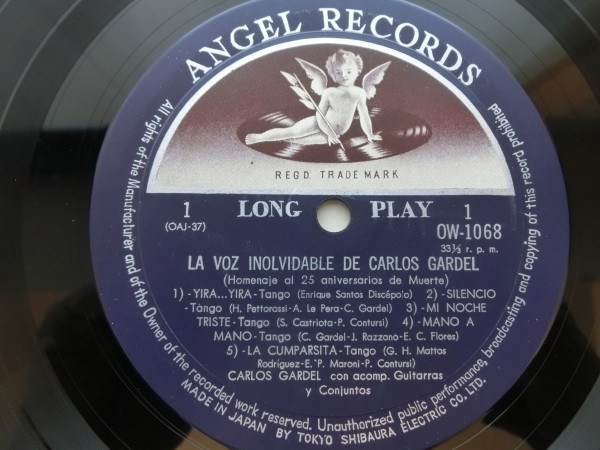 ANGEL RECORDS
REGD. TRADE MARK
1 LONG PLAY 1
(OAJ-37) OW-1068
33⅓ r. p. m.
LA VOZ INOLVIDABLE DE CARLOS GARDEL
(Homenaje al 25 aniversarios de Muerte)
1)-YIRA...YIRA-Tango (Enrique Santos Discépolo) 2)-SILENCIO
-Tango (H. Pettorossi-A. Le Pera-C. Gardel) 3)-MI NOCHE
TRISTE-Tango (S. Castriota-P. Contursi) 4)-MANO A
MANO-Tango (C. Gardel-J. Razzano-E. C. Flores)
5)-LA CUMPARSITA-Tango (G. H. Mattos
Rodríguez-E. P. Maroni-P. Contursi)
CARLOS GARDEL con acomp. Guitarras
y Conjuntos
All rights of the Manufacturer and of the Owner of the recorded work reserved. Unauthorized public performance, broadcasting and copying of this record prohibited
MADE IN JAPAN BY TOKYO SHIBAURA ELECTRIC CO. LTD.